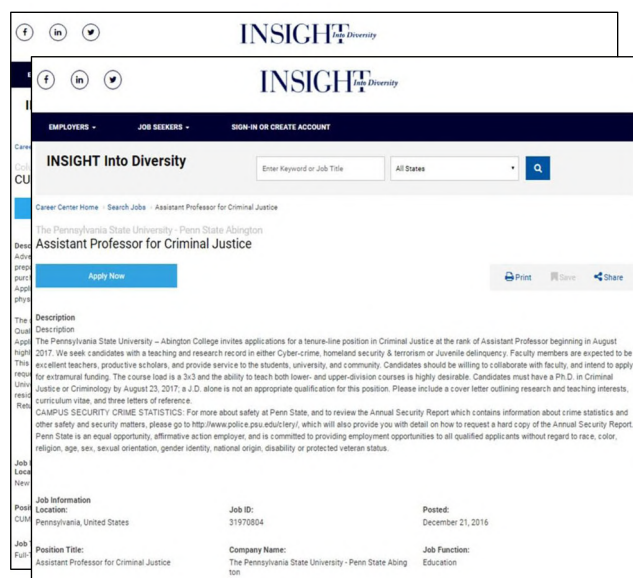 INSIGHT Into Diversity
INSIGHT Into Diversity
EMPLOYERS JOB SEEKERS SIGN-IN OR CREATE ACCOUNT
INSIGHT Into Diversity
Enter Keyword or Job Title
All States
Career Center Home Search Jobs Assistant Professor for Criminal Justice
The Pennsylvania State University - Penn State Abington
Assistant Professor for Criminal Justice
Apply Now
Print Save Share
Description
Description
The Pennsylvania State University – Abington College invites applications for a tenure-line position in Criminal Justice at the rank of Assistant Professor beginning in August
2017. We seek candidates with a teaching and research record in either Cyber-crime, homeland security & terrorism or Juvenile delinquency. Faculty members are expected to be
excellent teachers, productive scholars, and provide service to the students, university, and community. Candidates should be willing to collaborate with faculty, and intend to apply
for extramural funding. The course load is a 3x3 and the ability to teach both lower- and upper-division courses is highly desirable. Candidates must have a Ph.D. in Criminal
Justice or Criminology by August 23, 2017; a J.D. alone is not an appropriate qualification for this position. Please include a cover letter outlining research and teaching interests,
curriculum vitae, and three letters of reference.
CAMPUS SECURITY CRIME STATISTICS: For more about safety at Penn State, and to review the Annual Security Report which contains information about crime statistics and
other safety and security matters, please go to http://www.police.psu.edu/clery/, which will also provide you with detail on how to request a hard copy of the Annual Security Report.
Penn State is an equal opportunity, affirmative action employer, and is committed to providing employment opportunities to all qualified applicants without regard to race, color,
religion, age, sex, sexual orientation, gender identity, national origin, disability or protected veteran status.
Job Information
Location: Job ID: Posted:
Pennsylvania, United States 31970804 December 21, 2016
Position Title: Company Name: Job Function:
Assistant Professor for Criminal Justice The Pennsylvania State University - Penn State Abing Education
ton